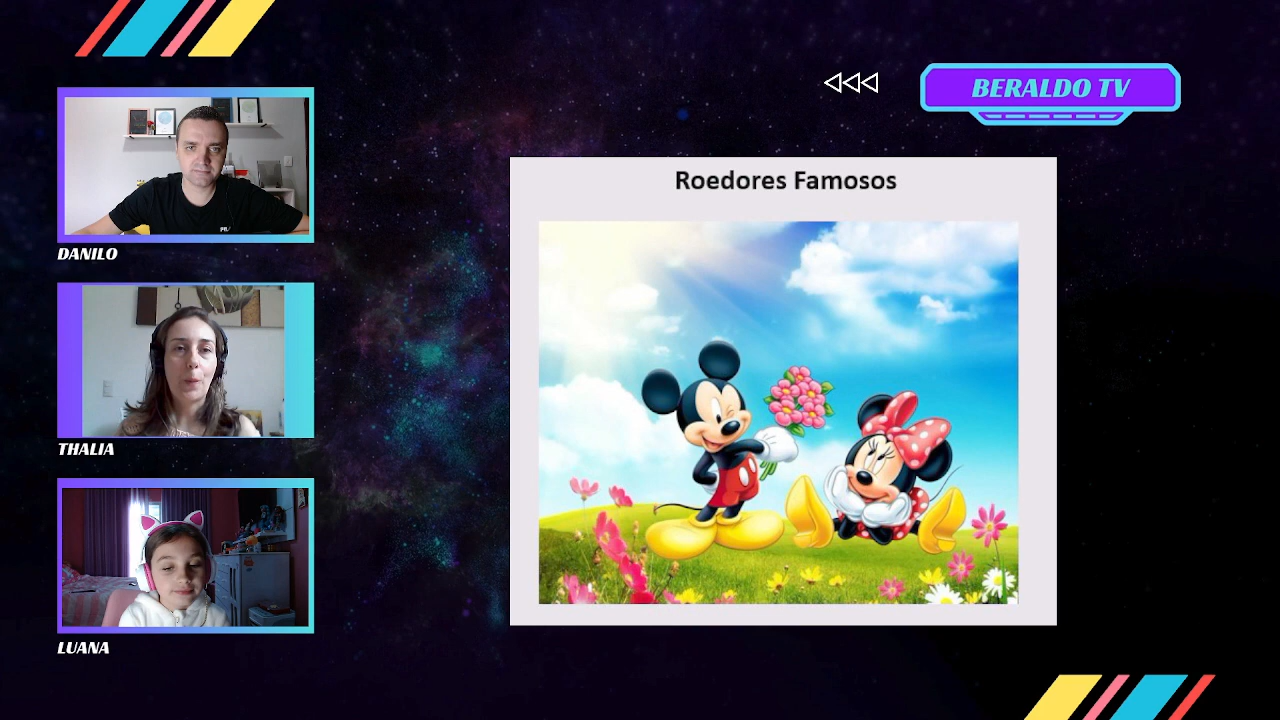 BERALDO TV
Roedores Famosos
DANILO
THALIA
LUANA